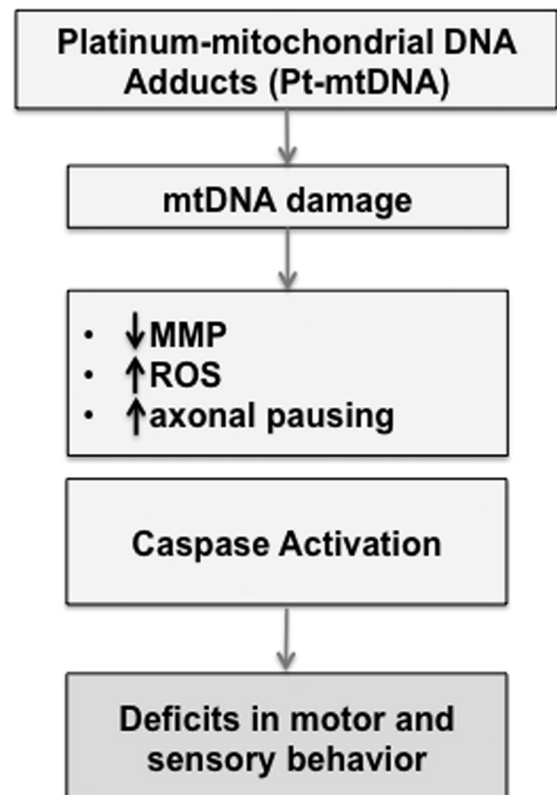 Platinum-mitochondrial DNA
Adducts (Pt-mtDNA)
mtDNA damage
• ↓MMP
• ↑ROS
• ↑axonal pausing
Caspase Activation
Deficits in motor and
sensory behavior